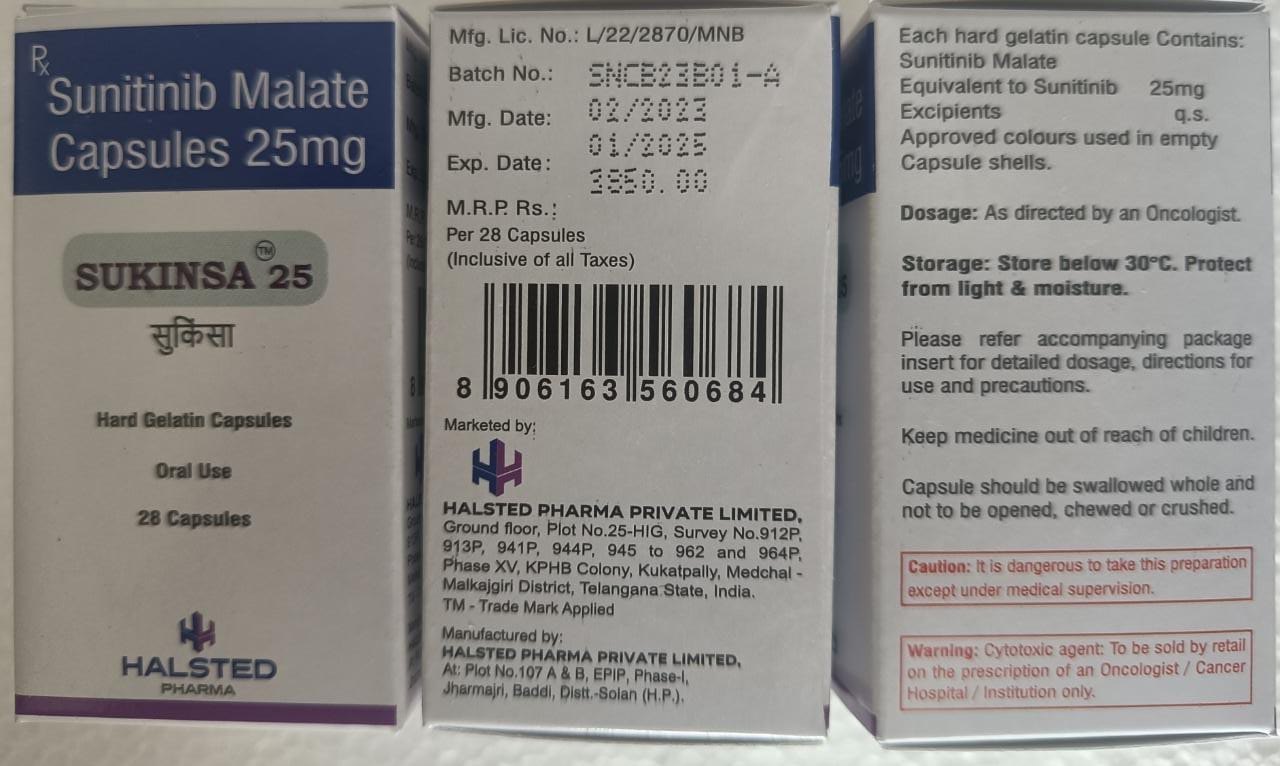 Rx
Sunitinib Malate
Capsules 25mg
SUKINSA™ 25
सुकिंसा
Hard Gelatin Capsules
Oral Use
28 Capsules
HALSTED
PHARMA
Mfg. Lic. No.: L/22/2870/MNB
Batch No.: SNCB23B01-A
Mfg. Date: 02/2023
Exp. Date: 01/2025
M.R.P. Rs.: 3850.00
Per 28 Capsules
(Inclusive of all Taxes)
8 906163 560684
Marketed by:
HALSTED PHARMA PRIVATE LIMITED,
Ground floor, Plot No.25-HIG, Survey No.912P,
913P, 941P, 944P, 945 to 962 and 964P,
Phase XV, KPHB Colony, Kukatpally, Medchal -
Malkajgiri District, Telangana State, India.
TM - Trade Mark Applied
Manufactured by:
HALSTED PHARMA PRIVATE LIMITED,
At: Plot No.107 A & B, EPIP, Phase-I,
Jharmajri, Baddi, Distt.-Solan (H.P.).
Each hard gelatin capsule Contains:
Sunitinib Malate
Equivalent to Sunitinib 25mg
Excipients q.s.
Approved colours used in empty
Capsule shells.
Dosage: As directed by an Oncologist.
Storage: Store below 30°C. Protect
from light & moisture.
Please refer accompanying package
insert for detailed dosage, directions for
use and precautions.
Keep medicine out of reach of children.
Capsule should be swallowed whole and
not to be opened, chewed or crushed.
Caution: It is dangerous to take this preparation
except under medical supervision.
Warning: Cytotoxic agent: To be sold by retail
on the prescription of an Oncologist / Cancer
Hospital / Institution only.